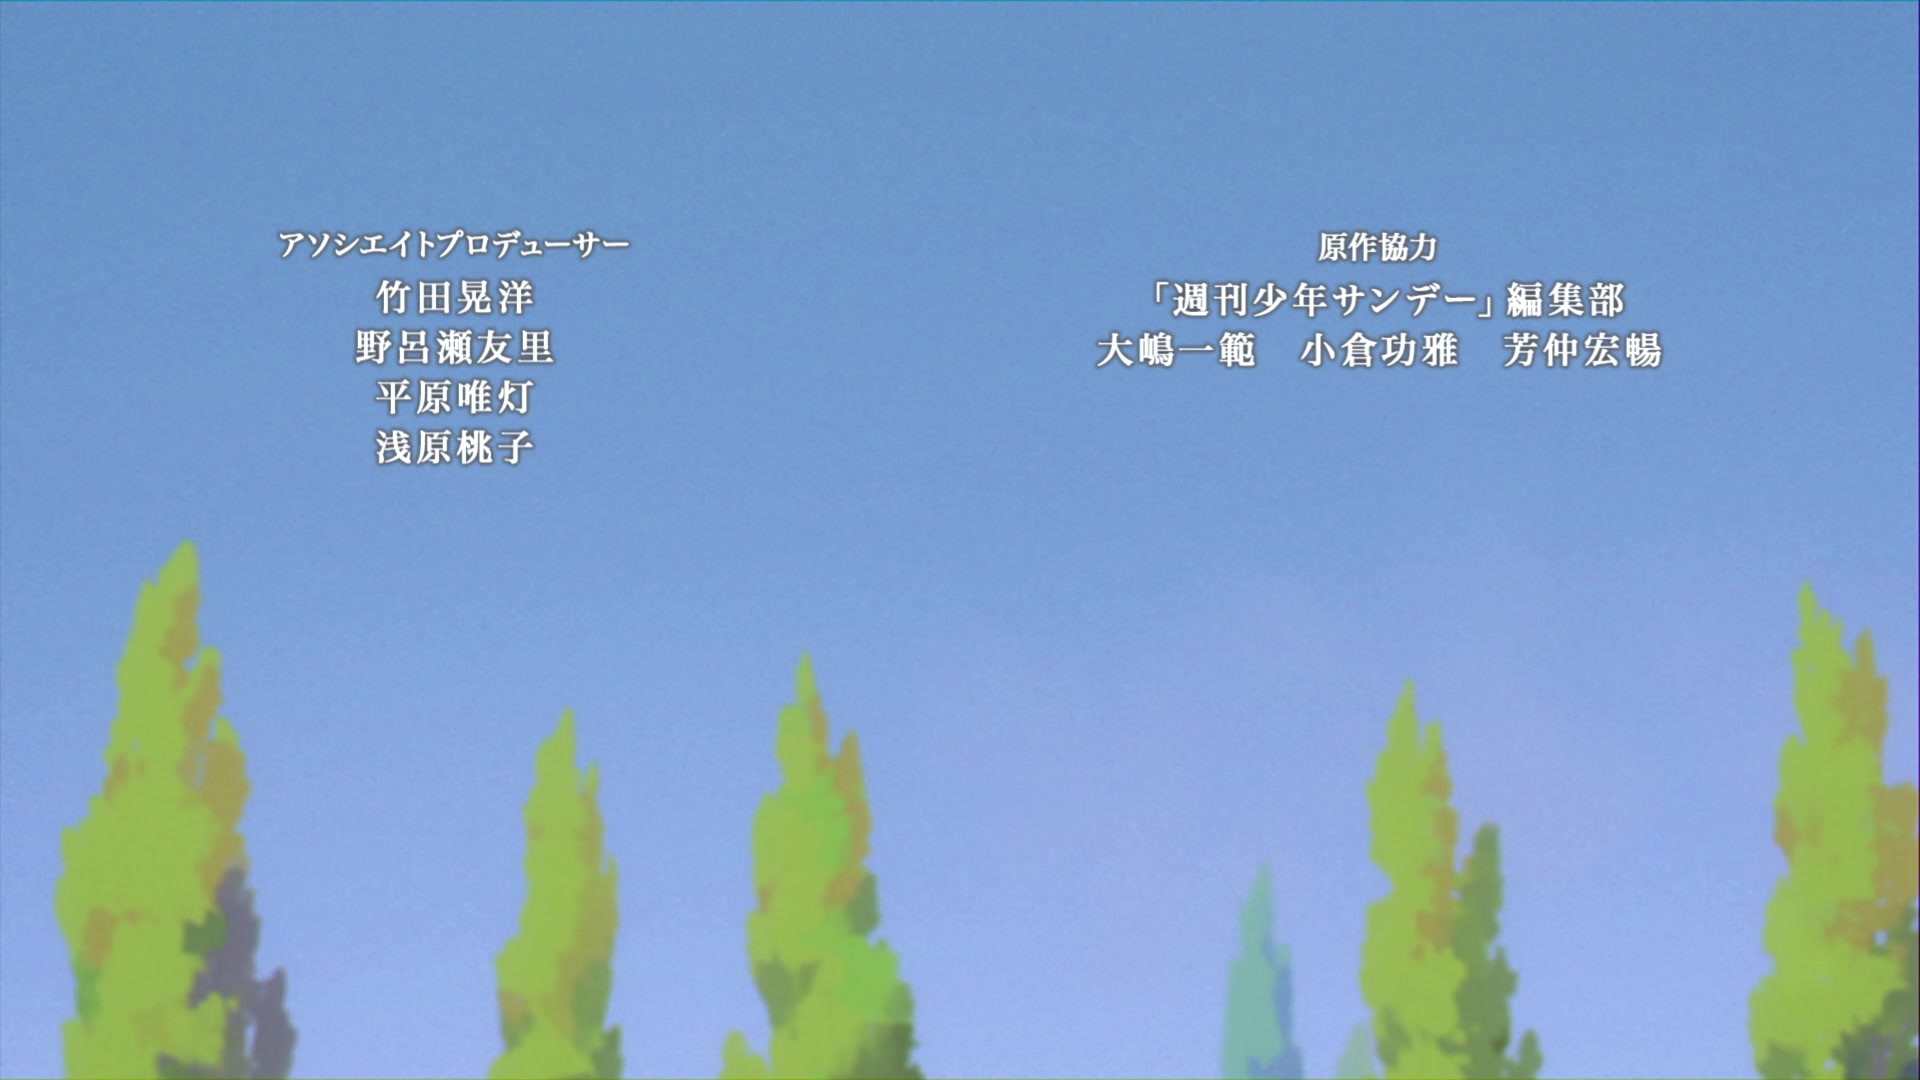 アソシエイトプロデューサー
竹田晃洋
野呂瀬友里
平原唯灯
浅原桃子
原作協力
「週刊少年サンデー」編集部
大嶋一範　小倉功雅　芳仲宏暢